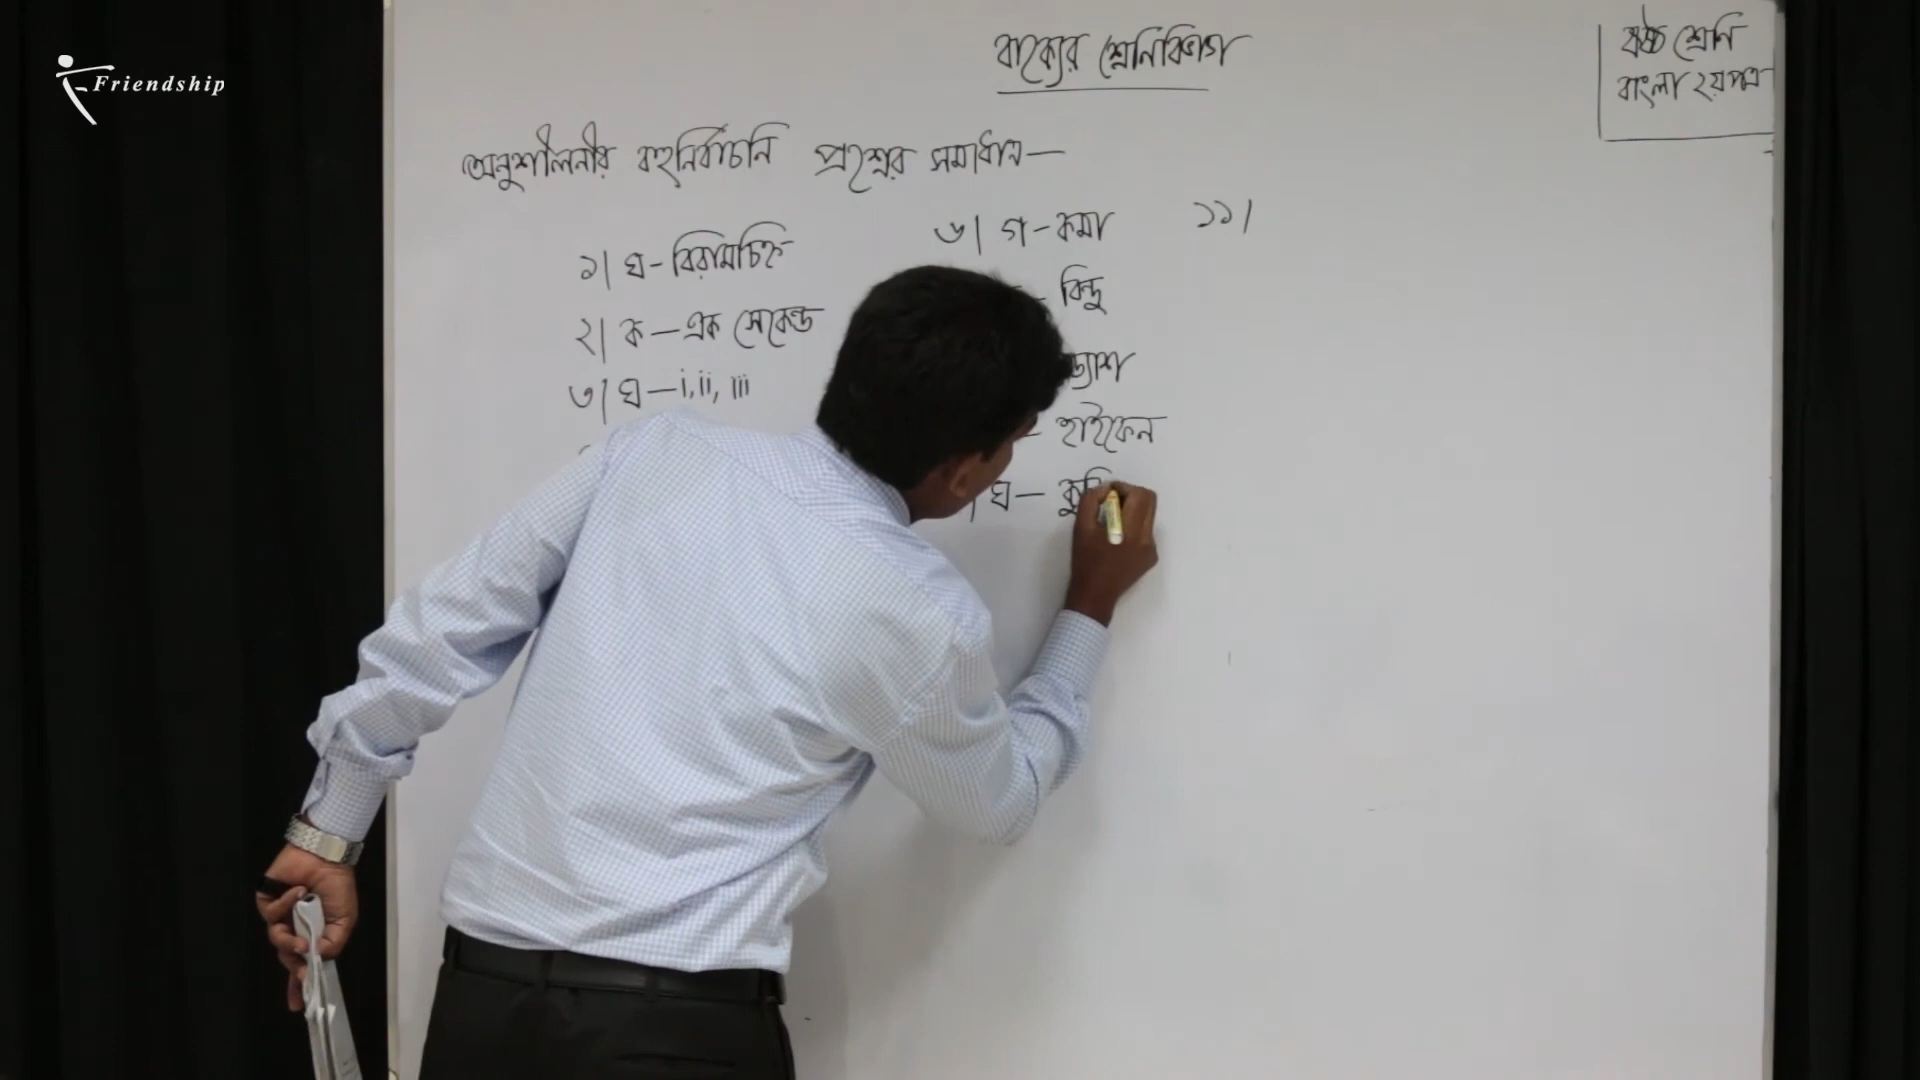 Friendship
বাক্যের শ্রেনিবিভাগ
ষষ্ঠ শ্রেনি
বাংলা ২য় পত্র
অনুশীলনীর বহুনির্বাচনি প্রশ্নের সমাধান—
১| ঘ - বিরামচিহ্ন
২| ক — এক সেকেন্ড
৩| ঘ — i, ii, iii
৬| গ - কমা
- বিন্দু
ড্যাশ
- হাইফেন
| ঘ —
১১|